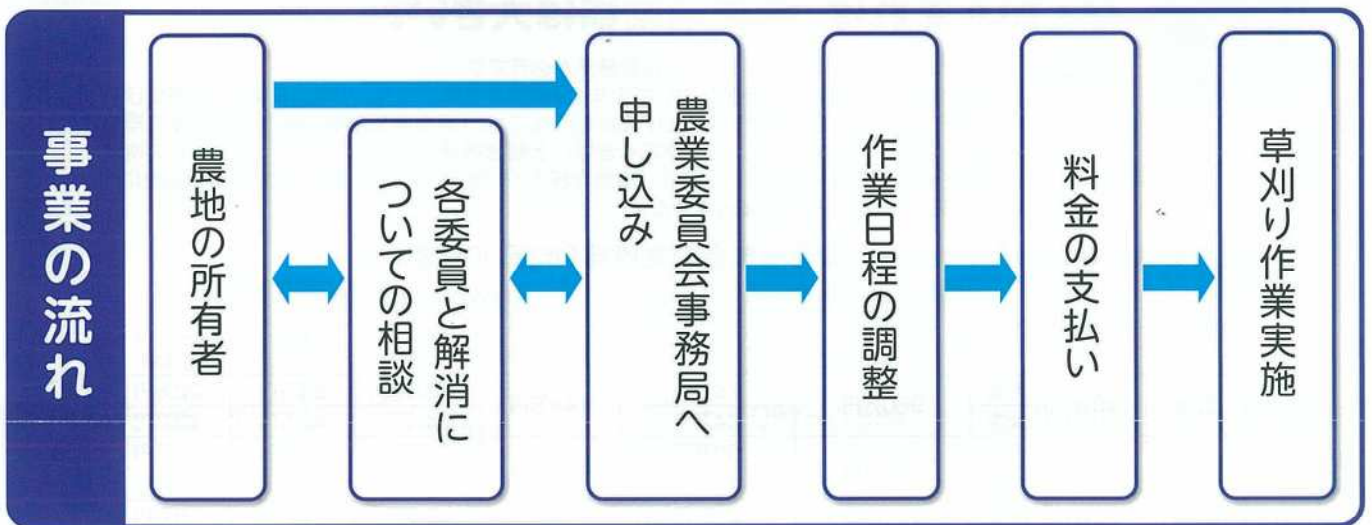 事業の流れ
農地の所有者
各委員と解消に
ついての相談
農業委員会事務局へ
申し込み
作業日程の調整
料金の支払い
草刈り作業実施